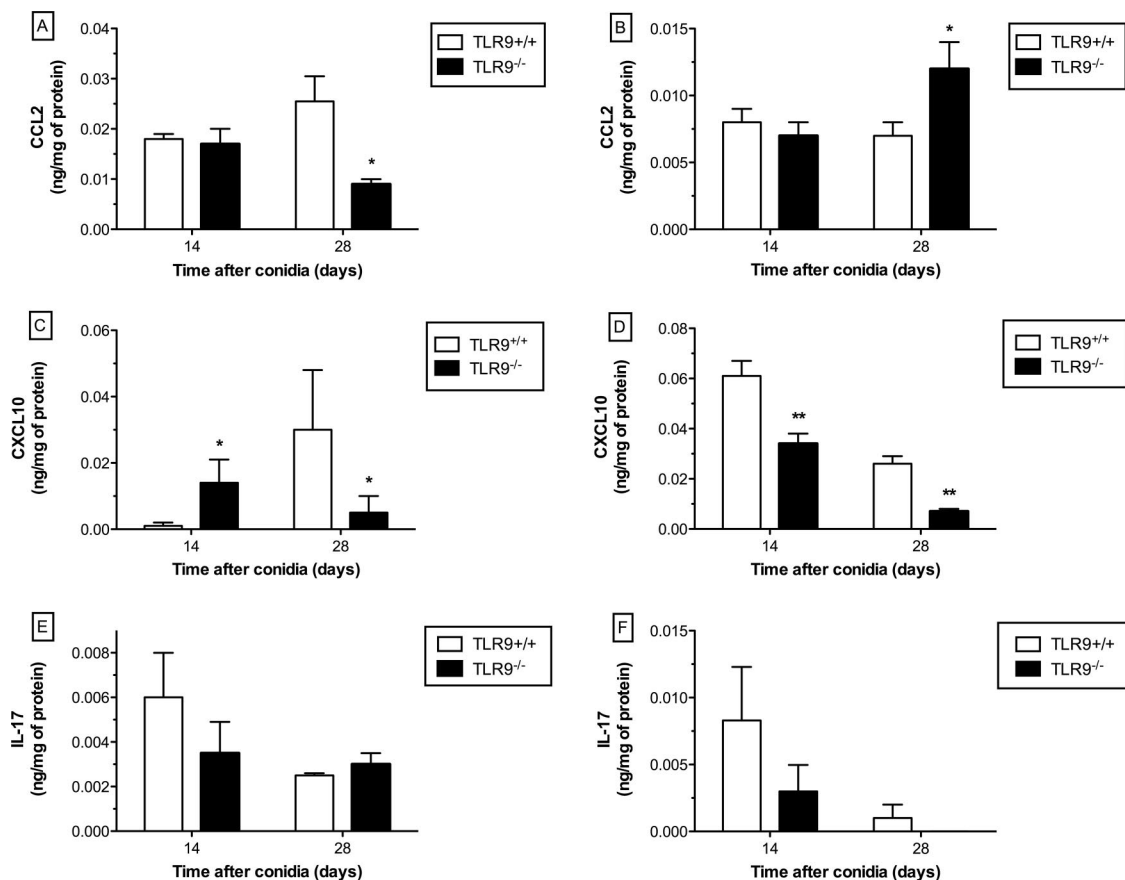 A
CCL2
(ng/mg of protein)
0.04
0.03
0.02
0.01
0.00
*
14
28
Time after conidia (days)
TLR9+/+
TLR9-/-
B
CCL2
(ng/mg of protein)
0.015
0.010
0.005
0.000
*
14
28
Time after conidia (days)
TLR9+/+
TLR9-/-
C
CXCL10
(ng/mg of protein)
0.06
0.04
0.02
0.00
*
*
14
28
Time after conidia (days)
TLR9+/+
TLR9-/-
D
CXCL10
(ng/mg of protein)
0.08
0.06
0.04
0.02
0.00
**
**
14
28
Time after conidia (days)
TLR9+/+
TLR9-/-
E
IL-17
(ng/mg of protein)
0.008
0.006
0.004
0.002
0.000
14
28
Time after conidia (days)
TLR9+/+
TLR9-/-
F
IL-17
(ng/mg of protein)
0.015
0.010
0.005
0.000
14
28
Time after conidia (days)
TLR9+/+
TLR9-/-